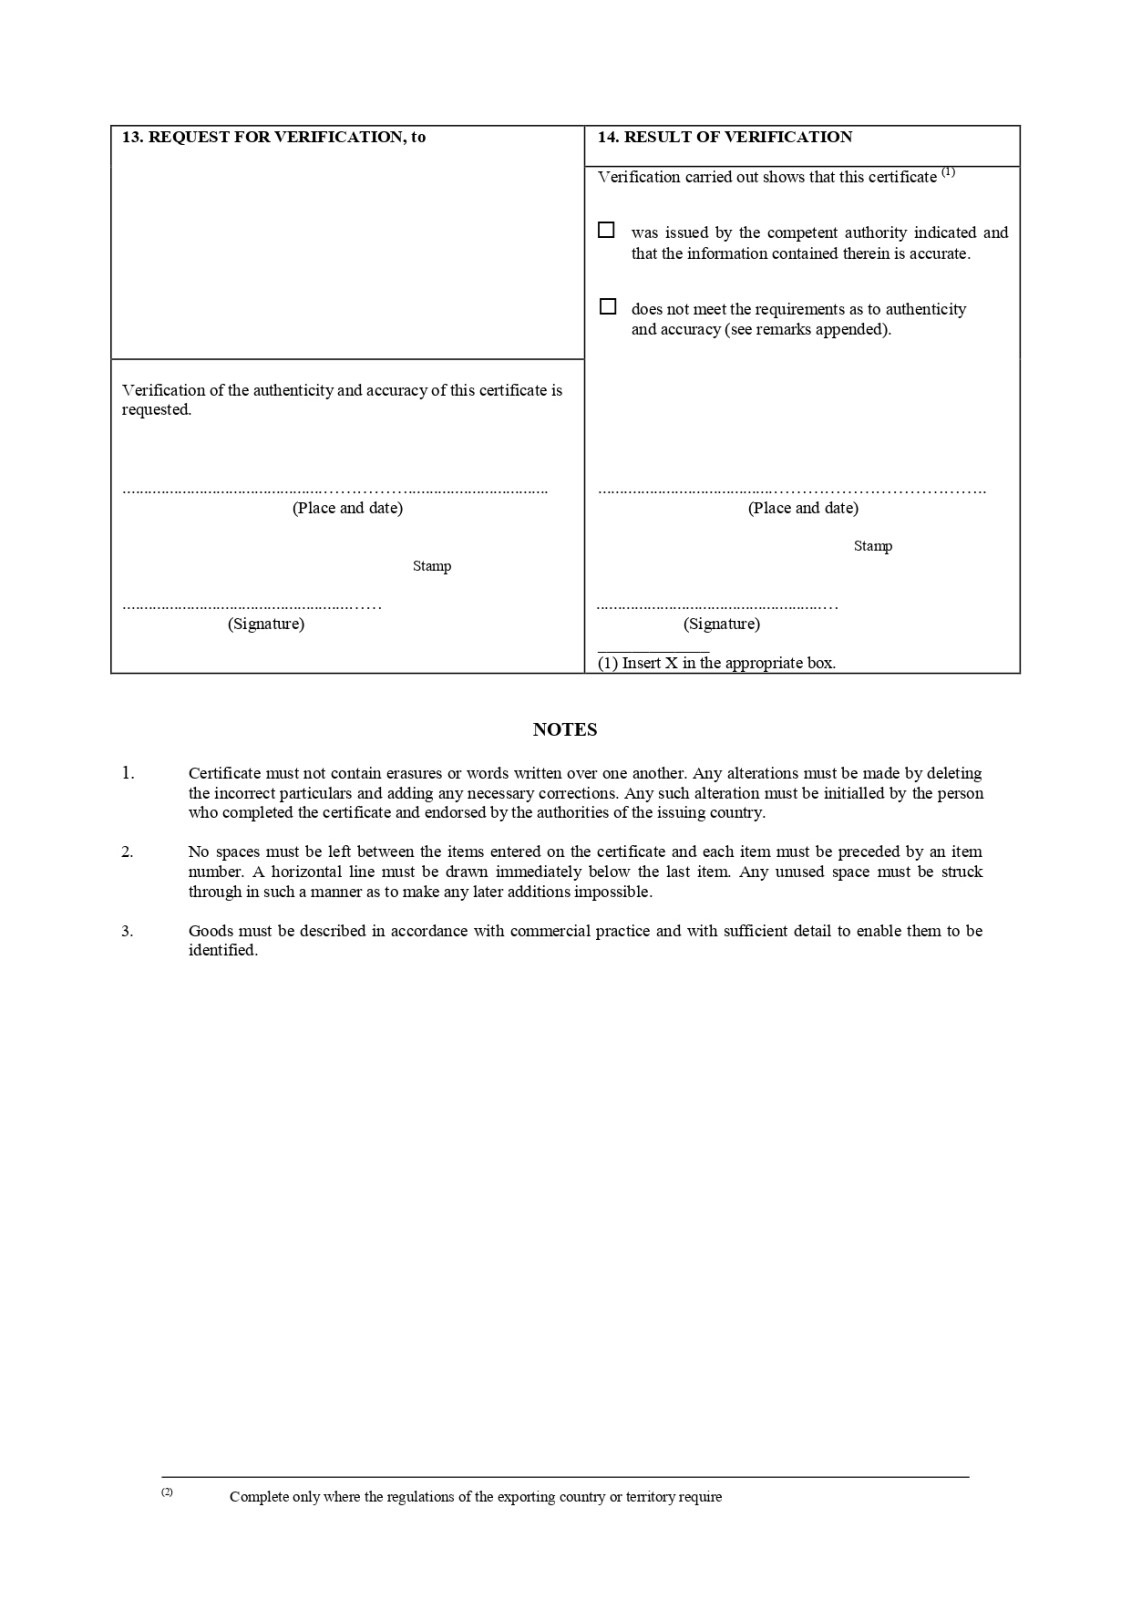 13. REQUEST FOR VERIFICATION, to
Verification of the authenticity and accuracy of this certificate is
requested.
................................................……………................................
(Place and date)
Stamp
......................................................……
(Signature)
14. RESULT OF VERIFICATION
Verification carried out shows that this certificate (1)
☐ was issued by the competent authority indicated and
that the information contained therein is accurate.
☐ does not meet the requirements as to authenticity
and accuracy (see remarks appended).
.........................................………………………………..
(Place and date)
Stamp
.....................................................…
(Signature)
(1) Insert X in the appropriate box.
NOTES
1. Certificate must not contain erasures or words written over one another. Any alterations must be made by deleting
the incorrect particulars and adding any necessary corrections. Any such alteration must be initialled by the person
who completed the certificate and endorsed by the authorities of the issuing country.
2. No spaces must be left between the items entered on the certificate and each item must be preceded by an item
number. A horizontal line must be drawn immediately below the last item. Any unused space must be struck
through in such a manner as to make any later additions impossible.
3. Goods must be described in accordance with commercial practice and with sufficient detail to enable them to be
identified.
(2) Complete only where the regulations of the exporting country or territory require